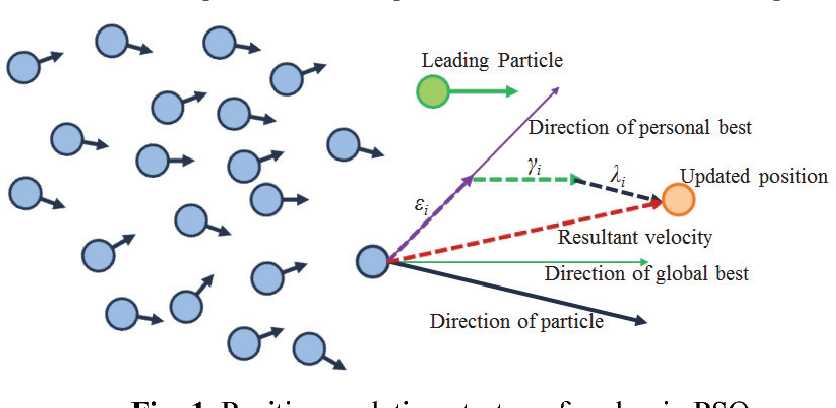 Leading Particle
Direction of personal best
γi
λi
Updated position
εi
Resultant velocity
Direction of global best
Direction of particle